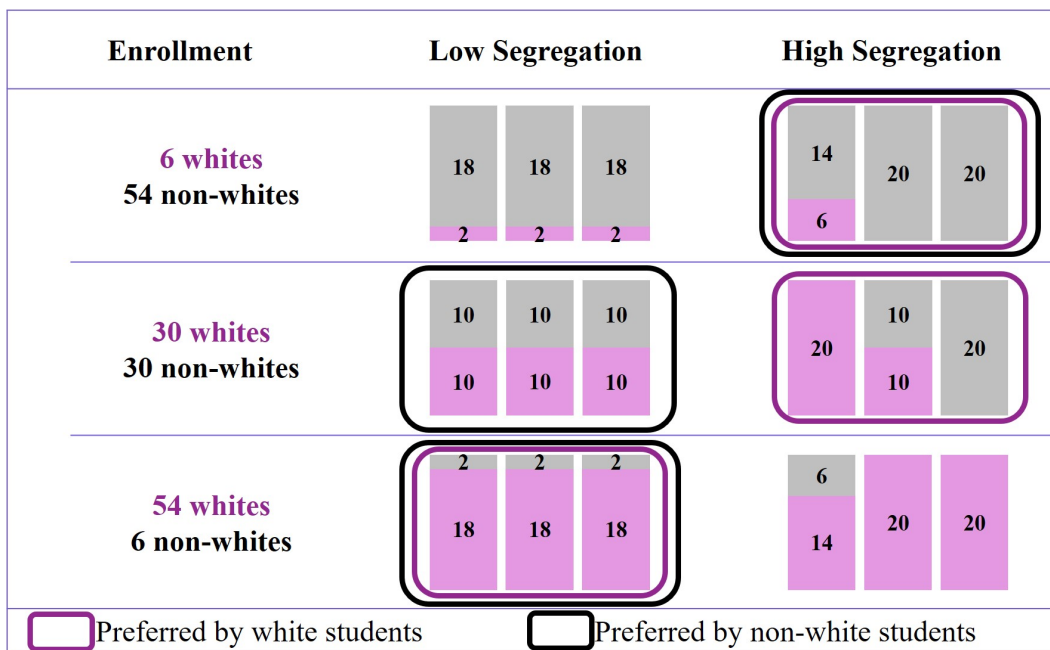 Enrollment Low Segregation High Segregation
6 whites
54 non-whites
18 18 18
2 2 2
14 20 20
6
30 whites
30 non-whites
10 10 10
10 10 10
20 10 20
10
54 whites
6 non-whites
2 2 2
18 18 18
6 20 20
14
Preferred by white students Preferred by non-white students